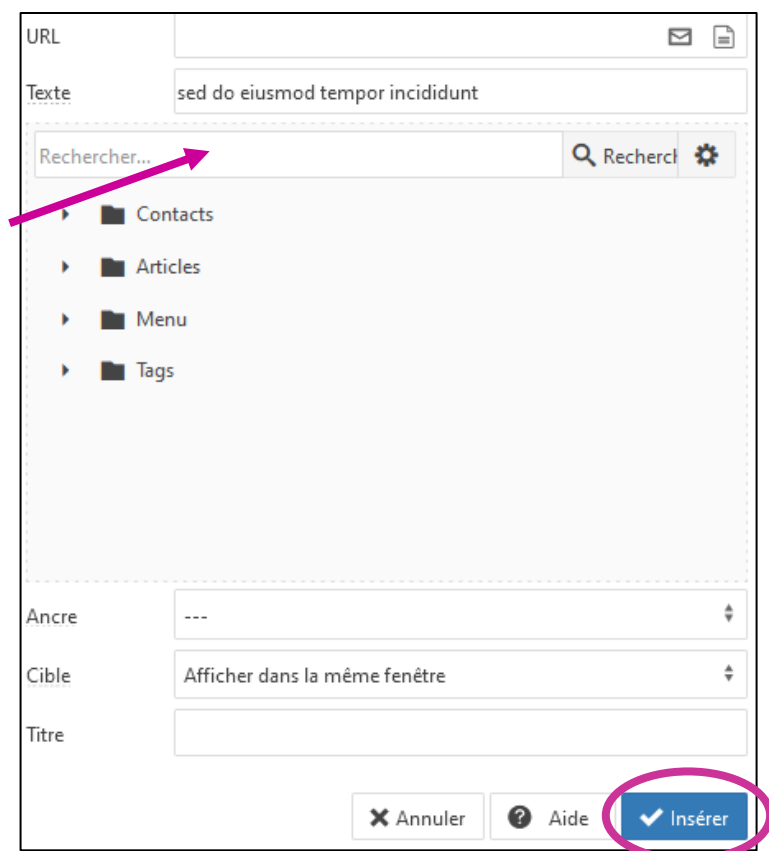 URL
Texte sed do eiusmod tempor incididunt
Rechercher... Recherch
Contacts
Articles
Menu
Tags
Ancre ---
Cible Afficher dans la même fenêtre
Titre
Annuler Aide Insérer